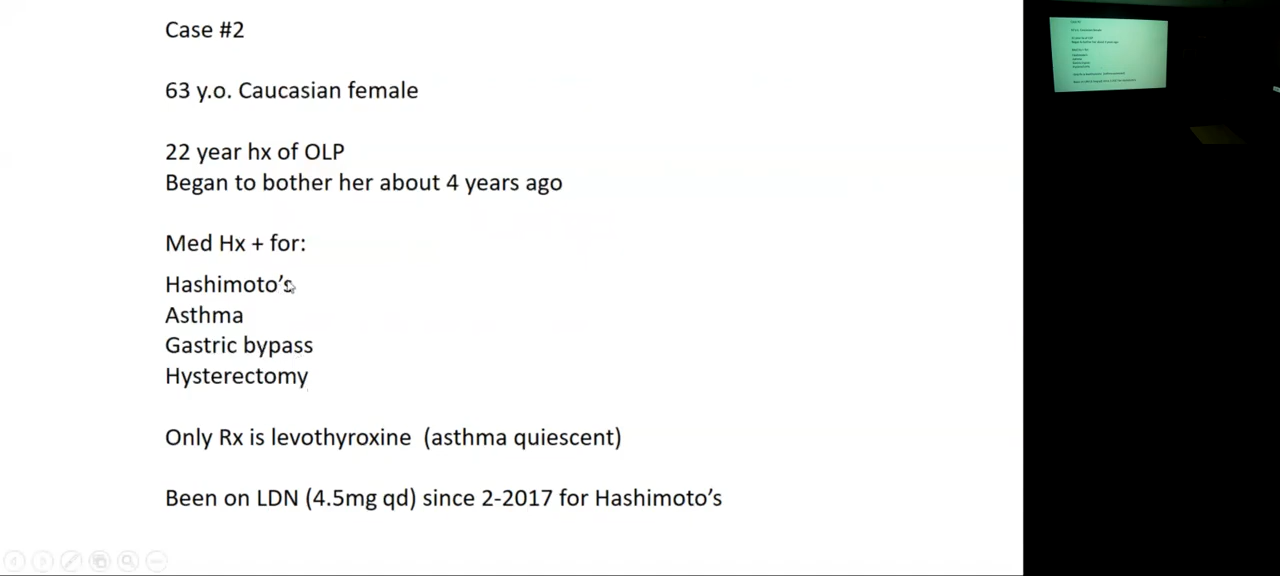 Case #2
63 y.o. Caucasian female
22 year hx of OLP
Began to bother her about 4 years ago
Med Hx + for:
Hashimoto’s
Asthma
Gastric bypass
Hysterectomy
Only Rx is levothyroxine (asthma quiescent)
Been on LDN (4.5mg qd) since 2-2017 for Hashimoto’s